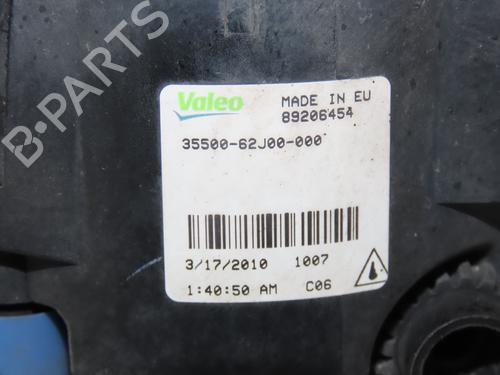 B-Parts
Valeo MADE IN EU
89206454
35500-62J00-000
3/17/2010 1007
1:40:50 AM C06